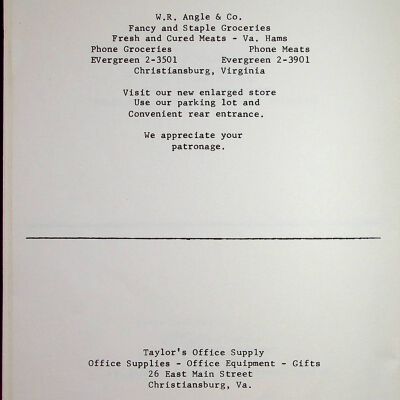 W.R. Angle & Co.
Fancy and Staple Groceries
Fresh and Cured Meats - Va. Hams
Phone Groceries Phone Meats
EVergreen 2-3501 EVergreen 2-3901
Christiansburg, Virginia
Visit our new enlarged store
Use our parking lot and
Convenient rear entrance.
We appreciate your
patronage.
Taylor's Office Supply
Office Supplies - Office Equipment - Gifts
26 East Main Street
Christiansburg, Va.